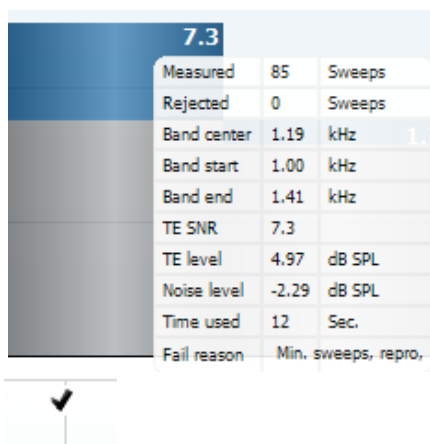 7.3
Measured 85 Sweeps
Rejected 0 Sweeps
Band center 1.19 kHz 1.
Band start 1.00 kHz
Band end 1.41 kHz
TE SNR 7.3
TE level 4.97 dB SPL
Noise level -2.29 dB SPL
Time used 12 Sec.
Fail reason Min. sweeps, repro,